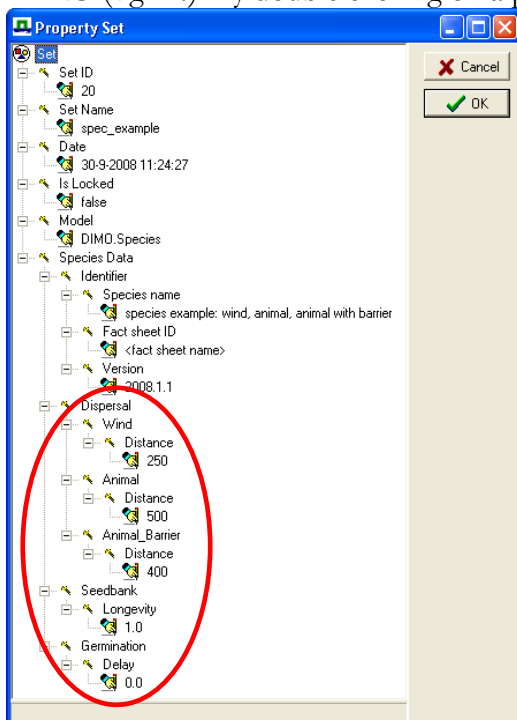 Property Set
Set
Set ID
20
Set Name
spec_example
Date
30-9-2008 11:24:27
Is Locked
false
Model
DIMO.Species
Species Data
Identifier
Species name
species example: wind, animal, animal with barrier
Fact sheet ID
<fact sheet name>
Version
2008.1.1
Dispersal
Wind
Distance
250
Animal
Distance
500
Animal_Barrier
Distance
400
Seedbank
Longevity
1.0
Germination
Delay
0.0
Cancel
OK